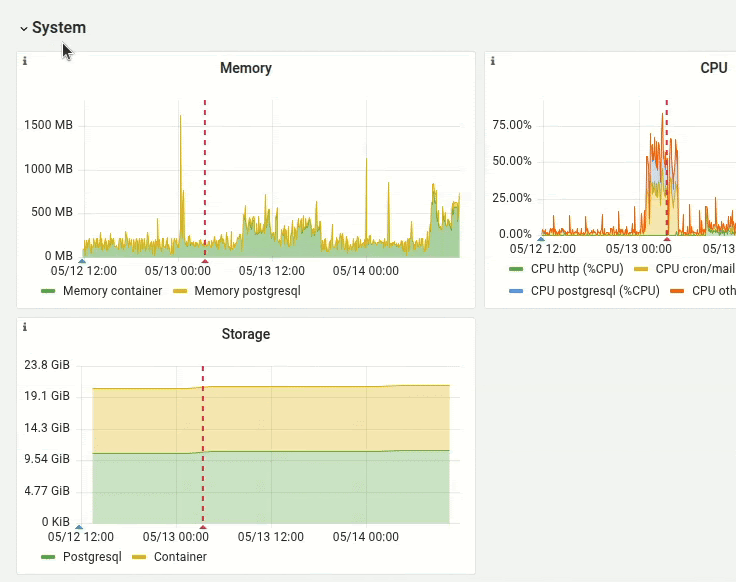 System
Memory
1500 MB
1000 MB
500 MB
0 MB
05/12 12:00 05/13 00:00 05/13 12:00 05/14 00:00
Memory container Memory postgresql
CPU
75.00%
50.00%
25.00%
0.00%
05/12 12:00 05/13 00:00 05/13
CPU http (%CPU) CPU cron/mail
CPU postgresql (%CPU) CPU oth
Storage
23.8 GiB
19.1 GiB
14.3 GiB
9.54 GiB
4.77 GiB
0 KiB
05/12 12:00 05/13 00:00 05/13 12:00 05/14 00:00
Postgresql Container